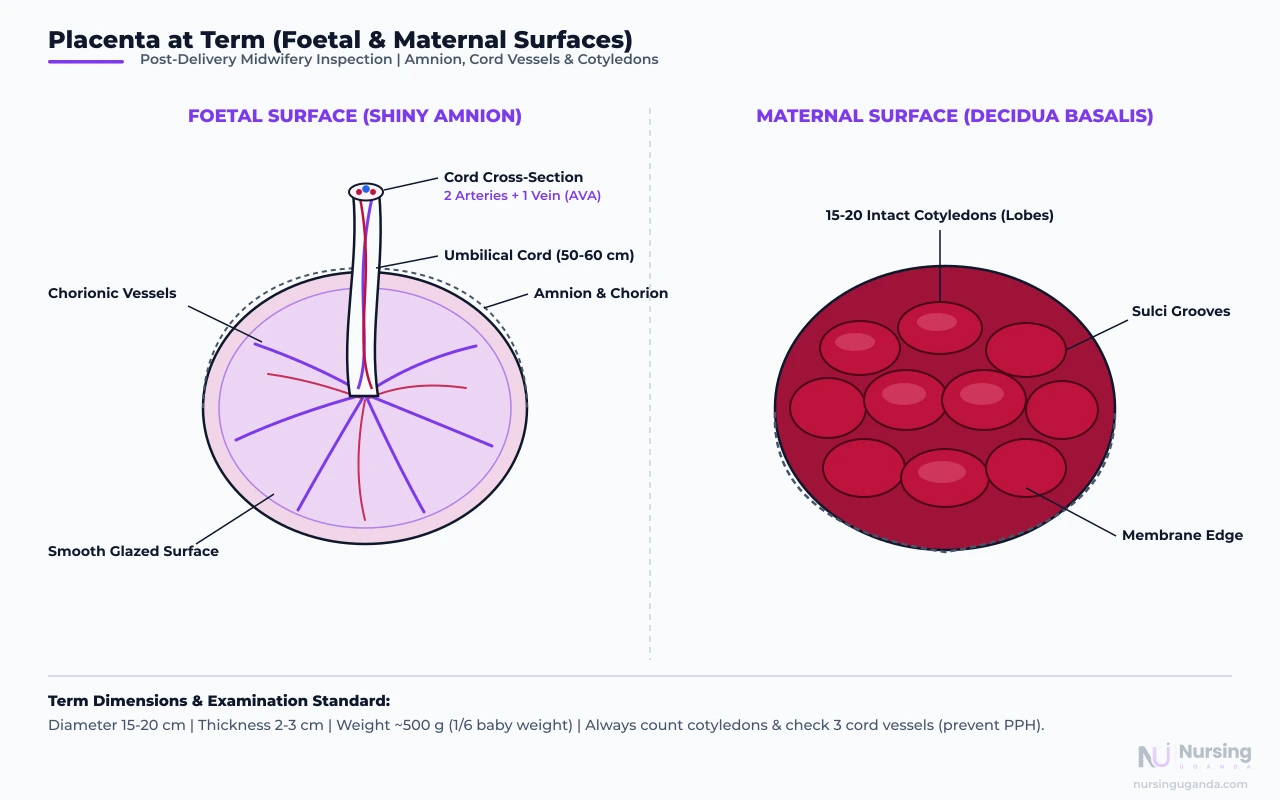 Placenta at Term (Foetal & Maternal Surfaces)
Post-Delivery Midwifery Inspection | Amnion, Cord Vessels & Cotyledons
FOETAL SURFACE (SHINY AMNION)
Cord Cross-Section
2 Arteries + 1 Vein (AVA)
Umbilical Cord (50-60 cm)
Chorionic Vessels
Amnion & Chorion
Smooth Glazed Surface
MATERNAL SURFACE (DECIDUA BASALIS)
15-20 Intact Cotyledons (Lobes)
Sulci Grooves
Membrane Edge
Term Dimensions & Examination Standard:
Diameter 15-20 cm | Thickness 2-3 cm | Weight ~500 g (1/6 baby weight) | Always count cotyledons & check 3 cord vessels (prevent PPH).
NU Nursing
UGANDA
nursinguganda.com